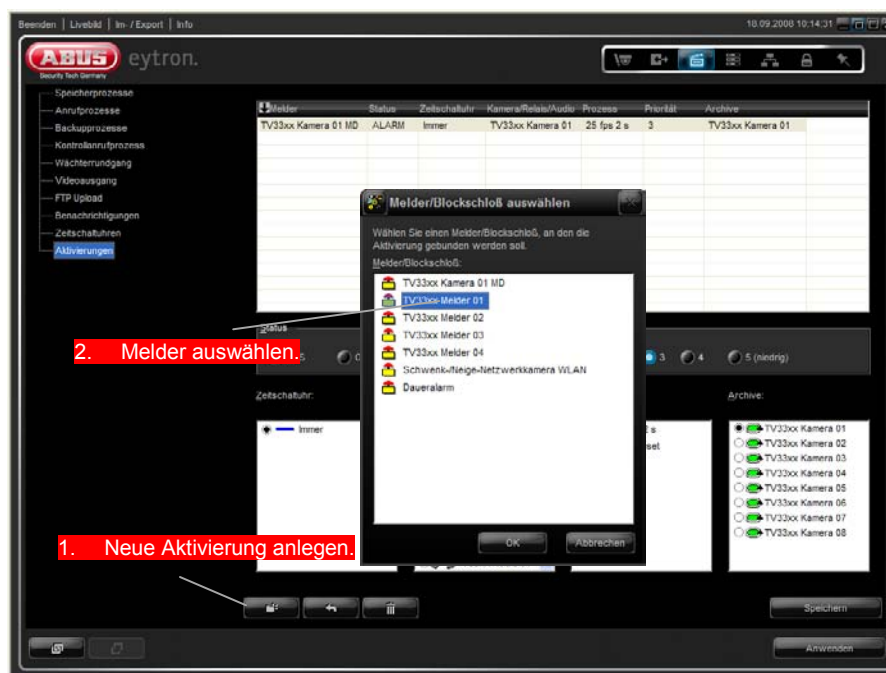 Beenden | Livebild | Im- / Export | Info
18.09.2008 10:14:31
ABUS eytron.
Security Tech Germany
Speicherprozesse
Anrufprozesse
Backupprozesse
Kontrollanrufprozess
Wächterrundgang
Videoausgang
FTP Upload
Benachrichtigungen
Zeitschaltuhren
Aktivierungen
Melder Status Zeitschaltuhr Kamera/Relais/Audio Prozess Priorität Archive
TV33xx Kamera 01 MD ALARM Immer TV33xx Kamera 01 25 fps 2 s 3 TV33xx Kamera 01
Melder/Blockschloß auswählen
Wählen Sie einen Melder/Blockschloß, an den die
Aktivierung gebunden werden soll.
Melder/Blockschloß:
TV33xx Kamera 01 MD
TV33xx-Melder 01
TV33xx Melder 02
TV33xx Melder 03
TV33xx Melder 04
Schwenk-/Neige-Netzwerkkamera WLAN
Daueralarm
OK
Abbrechen
Status
2. Melder auswählen.
3
4
5 (niedrig)
Zeitschaltuhr:
Immer
Archive:
TV33xx Kamera 01
TV33xx Kamera 02
TV33xx Kamera 03
TV33xx Kamera 04
TV33xx Kamera 05
TV33xx Kamera 06
TV33xx Kamera 07
TV33xx Kamera 08
1. Neue Aktivierung anlegen.
Speichern
Anwenden